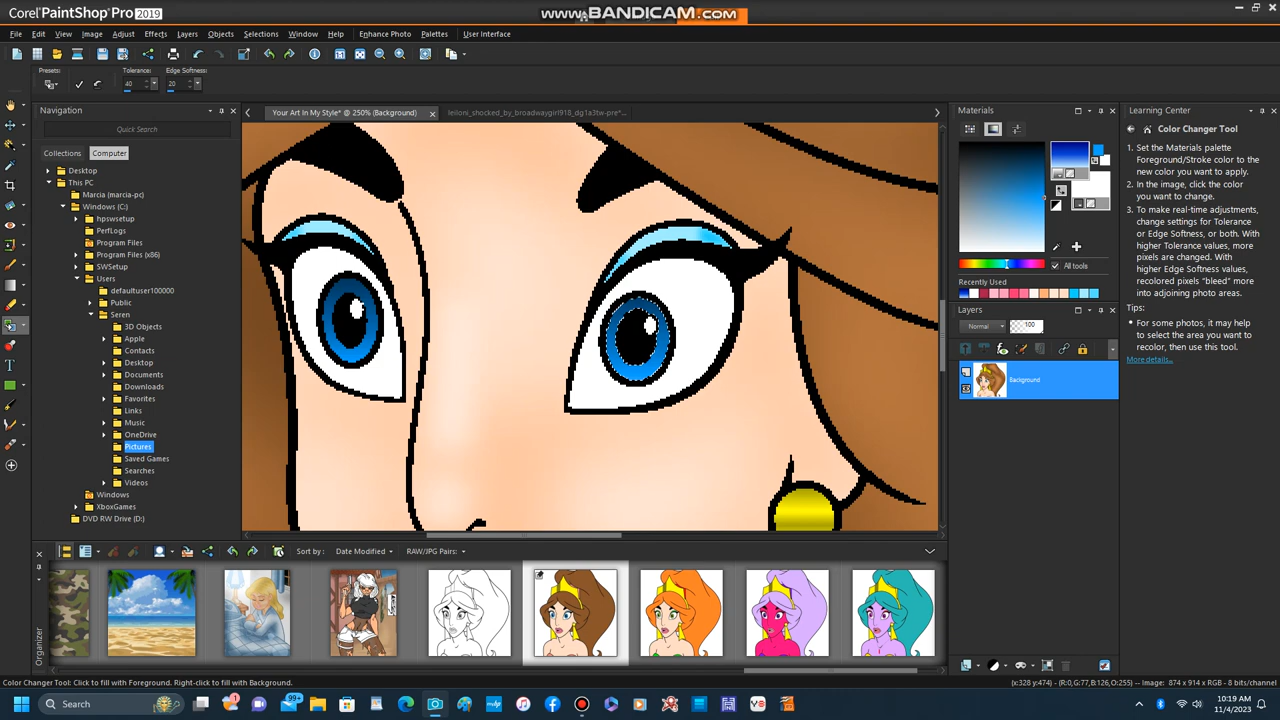 Corel PaintShop Pro 2019
www.BANDICAM.com
File Edit View Image Adjust Effects Layers Objects Selections Window Help Enhance Photo Palettes User Interface
Presets: Tolerance: Edge Softness:
40 20
Navigation
Quick Search
Collections Computer
Desktop
This PC
Marcia (marcia-pc)
Windows (C:)
hpswsetup
PerfLogs
Program Files
Program Files (x86)
SWSetup
Users
defaultuser100000
Public
Seren
3D Objects
Apple
Contacts
Desktop
Documents
Downloads
Favorites
Links
Music
OneDrive
Pictures
Saved Games
Searches
Videos
Windows
XboxGames
DVD RW Drive (D:)
Your Art In My Style* @ 250% (Background)
leiloni_shocked_by_broadwaygirl918_dg1a3tw-pre*...
Materials
All tools
Recently Used
Layers
Normal 100
Background
Learning Center
Color Changer Tool
1. Set the Materials palette
Foreground/Stroke color to the
new color you want to apply.
2. In the image, click the color
you want to change.
3. To make real-time adjustments,
change settings for Tolerance
or Edge Softness, or both. With
higher Tolerance values, more
pixels are changed. With
higher Edge Softness values,
recolored pixels "bleed" more
into adjoining photo areas.
Tips:
• For some photos, it may help
to select the area you want to
recolor, then use this tool.
More details...
Sort by: Date Modified RAW/JPG Pairs:
Organizer
Color Changer Tool: Click to fill with Foreground. Right-click to fill with Background.
(x:328 y:474) -- (R:0,G:77,B:126,O:255) -- Image: 874 x 914 x RGB - 8 bits/channel
Search
1
99+
10:19 AM
11/4/2023